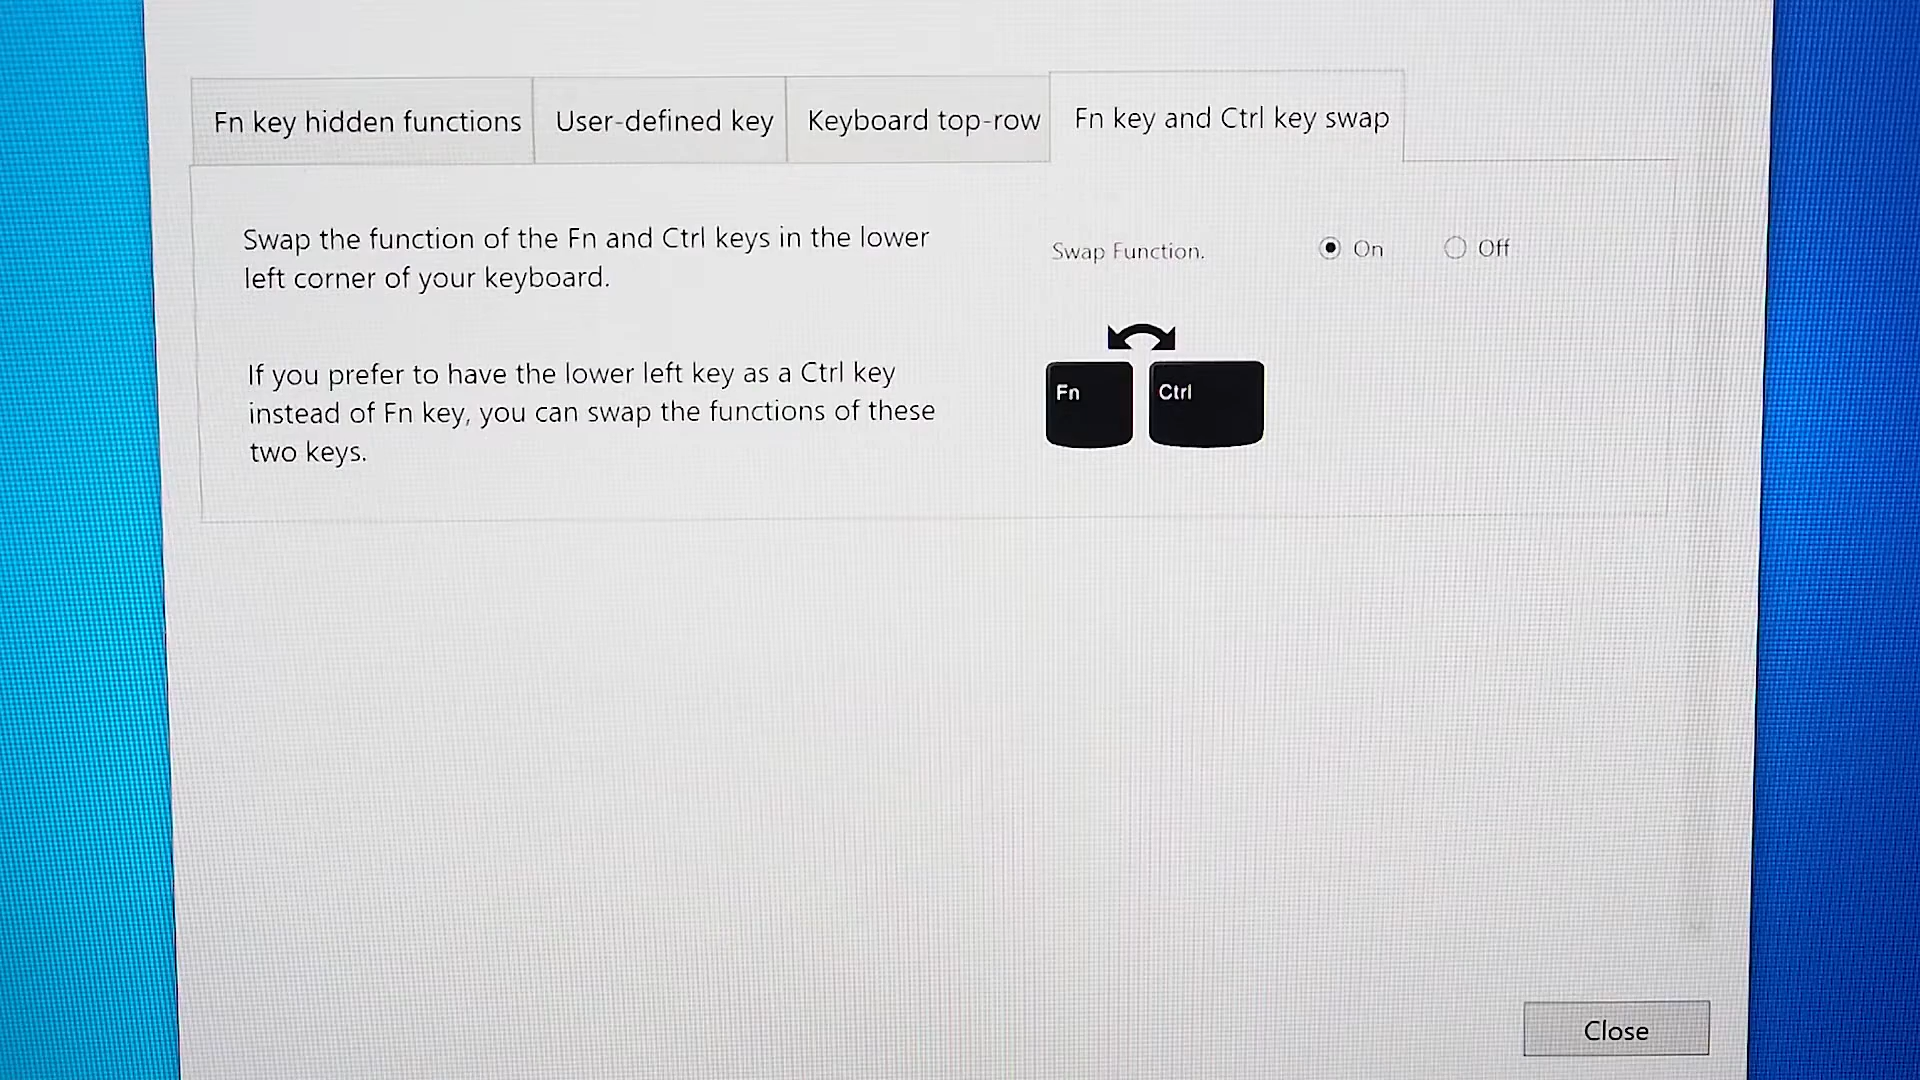 Fn key hidden functions User-defined key Keyboard top-row Fn key and Ctrl key swap
Swap the function of the Fn and Ctrl keys in the lower
left corner of your keyboard.
Swap Function. On Off
If you prefer to have the lower left key as a Ctrl key
instead of Fn key, you can swap the functions of these
two keys.
Fn Ctrl
Close